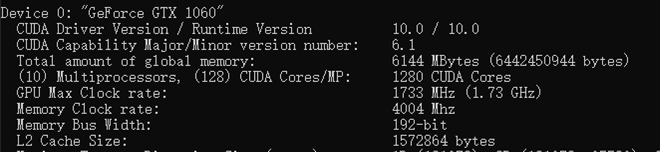 Device 0: "GeForce GTX 1060"
CUDA Driver Version / Runtime Version 10.0 / 10.0
CUDA Capability Major/Minor version number: 6.1
Total amount of global memory: 6144 MBytes (6442450944 bytes)
(10) Multiprocessors, (128) CUDA Cores/MP: 1280 CUDA Cores
GPU Max Clock rate: 1733 MHz (1.73 GHz)
Memory Clock rate: 4004 Mhz
Memory Bus Width: 192-bit
L2 Cache Size: 1572864 bytes